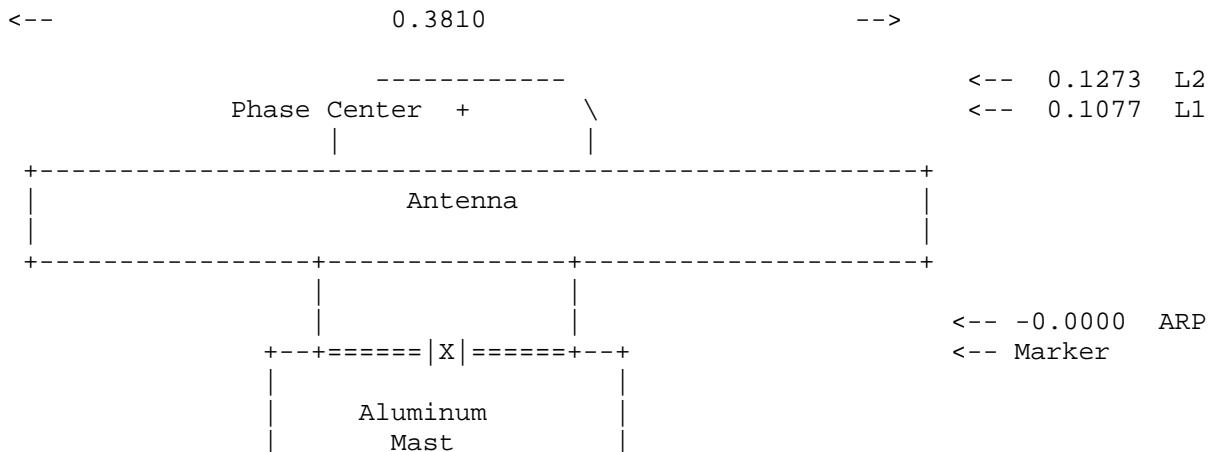 <-- 0.3810 -->
------------ <-- 0.1273 L2
Phase Center + \ <-- 0.1077 L1
| |
+-------------------------------------------------------+
| Antenna |
| |
+-----------------+---------------+---------------------+
| |
| | <-- -0.0000 ARP
+--+======|X|======+--+ <-- Marker
| |
| Aluminum |
| Mast |